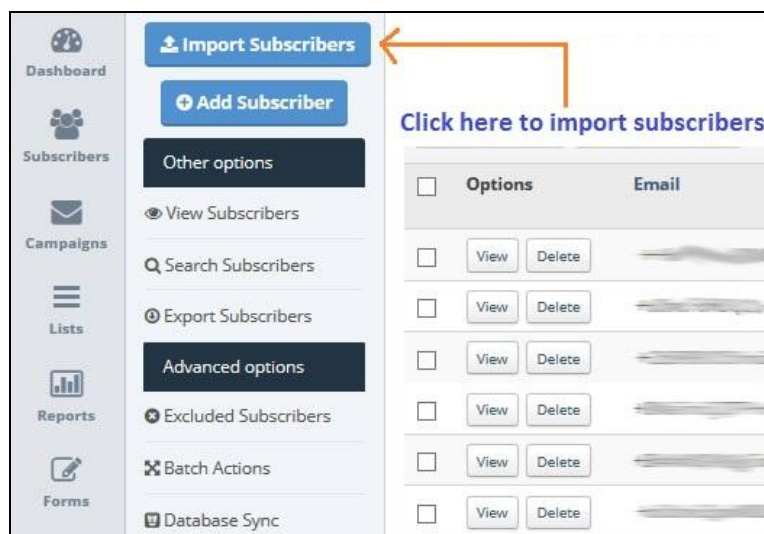 Dashboard
Subscribers
Campaigns
Lists
Reports
Forms
Import Subscribers
Add Subscriber
Other options
View Subscribers
Search Subscribers
Export Subscribers
Advanced options
Excluded Subscribers
Batch Actions
Database Sync
Click here to import subscribers
Options Email
View Delete
View Delete
View Delete
View Delete
View Delete
View Delete